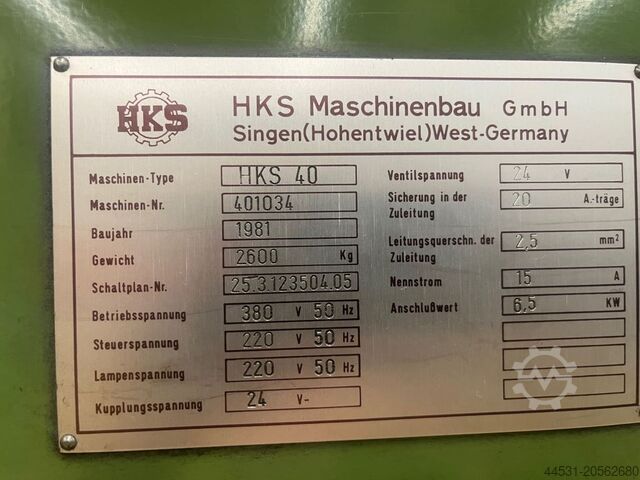 HKS
HKS Maschinenbau GmbH
Singen(Hohentwiel)West-Germany
Maschinen-Type HKS 40
Maschinen-Nr. 401034
Baujahr 1981
Gewicht 2600 Kg
Schaltplan-Nr. 25.3.123504.05
Betriebsspannung 380 V 50 Hz
Steuerspannung 220 V 50 Hz
Lampenspannung 220 V 50 Hz
Kupplungsspannung 24 V-
Ventilspannung 24 V
Sicherung in der
Zuleitung 20 A.-träge
Leitungsquerschn. der
Zuleitung 2,5 mm²
Nennstrom 15 A
Anschlußwert 6,5 KW
44531-20562680